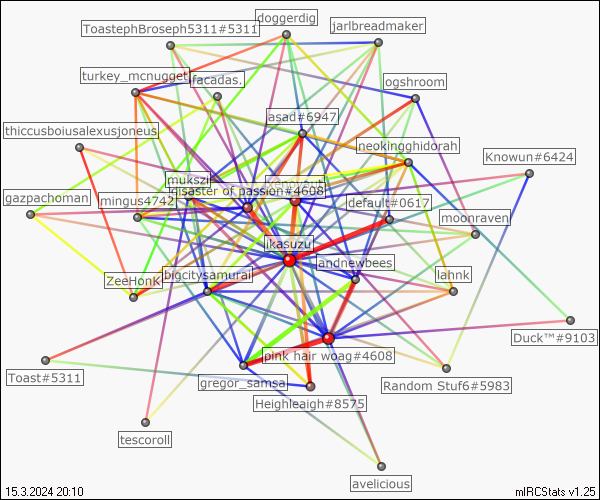 doggerdig
ToastephBroseph5311#5311
jarlbreadmaker
turkey_mcnugget
facadas.
ogshroom
asad#6947
thiccusboiusalexusjoneus
neokingghidorah
Knowun#6424
mukszi
disaster of passion#4608
gazpachoman
mingus4742
default#0617
moonraven
ikasuzu
andnewbees
ZeeHonk
bigcitysamurai
lahnk
Duck™#9103
pink hair woag#4608
Toast#5311
gregor_samsa
Random Stuf6#5983
Heighleaigh#8575
tescoroll
avelicious
15.3.2024 20:10
mIRCStats v1.25